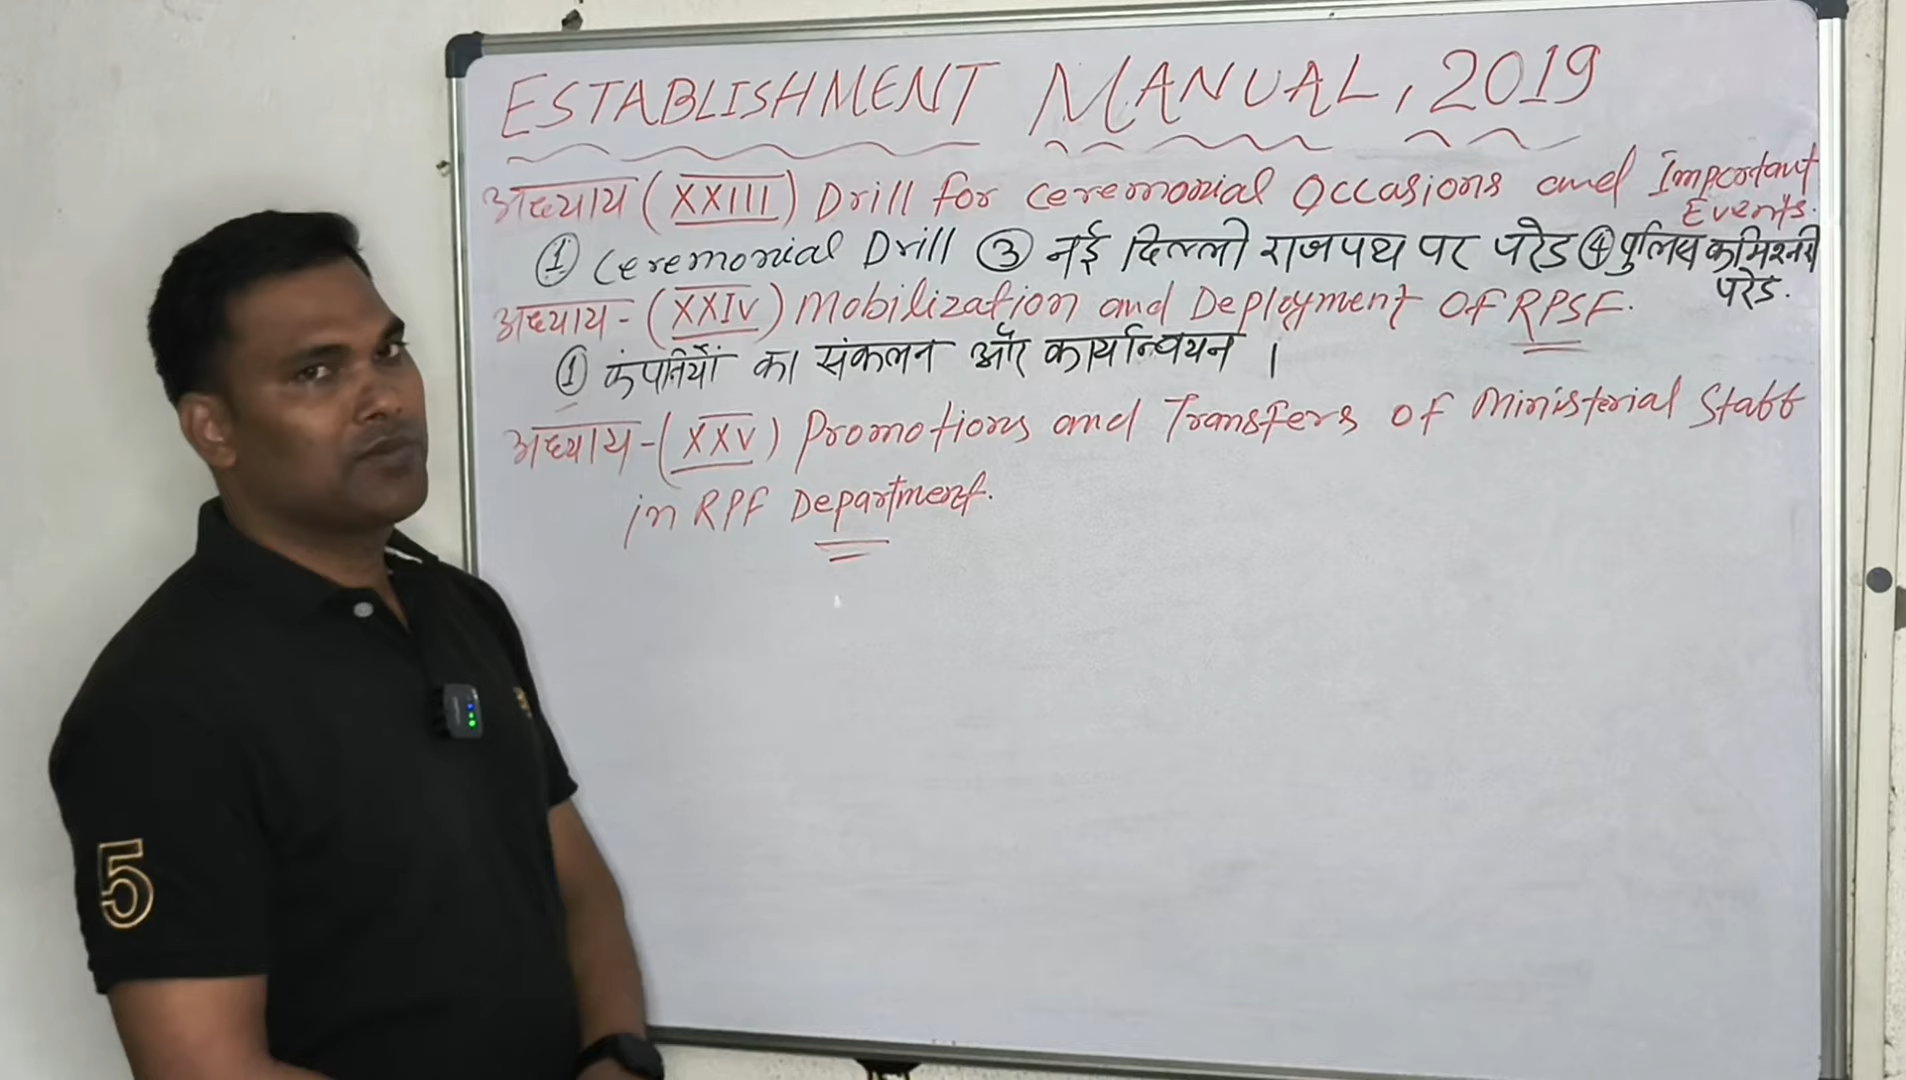 ESTABLISHMENT MANUAL, 2019
अध्याय (XXIII) Drill for Ceremonial Occasions and Important
Events.
① Ceremonial Drill ③ नई दिल्ली राजपथ पर परेड ④ पुलिस कमिश्नरी
परेड.
अध्याय - (XXIV) Mobilization and Deployment OF RPSF.
① कंपनियों का संकलन और कार्यान्वियन ।
अध्याय - (XXV) Promotions and Transfers of Ministerial Staff
in RPF Department.
5